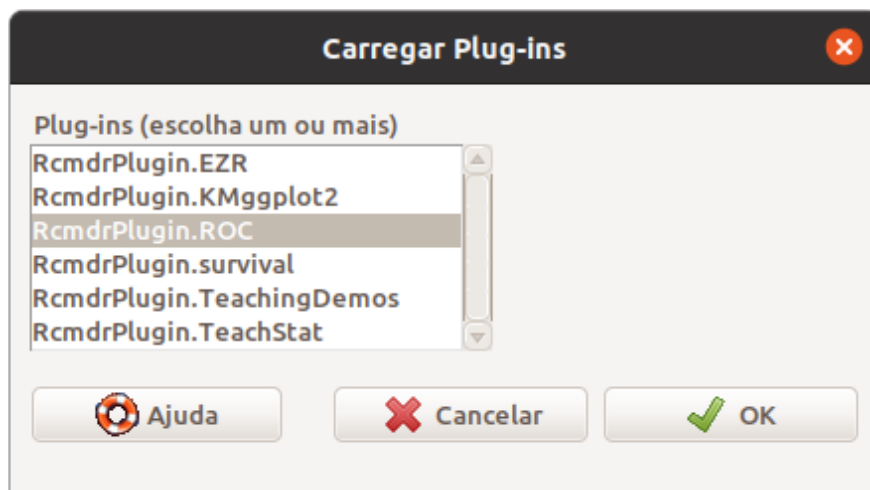 Carregar Plug-ins
Plug-ins (escolha um ou mais)
RcmdrPlugin.EZR
RcmdrPlugin.KMggplot2
RcmdrPlugin.ROC
RcmdrPlugin.survival
RcmdrPlugin.TeachingDemos
RcmdrPlugin.TeachStat
Ajuda Cancelar OK